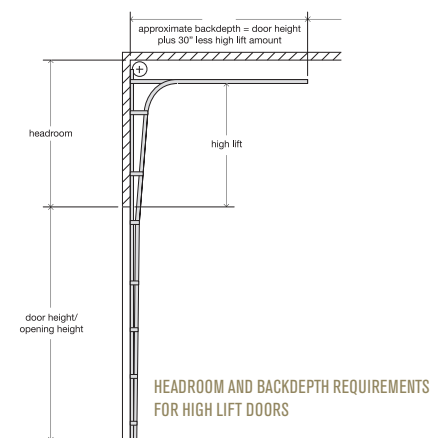 approximate backdepth = door height
plus 30" less high lift amount
headroom
high lift
door height/
opening height
HEADROOM AND BACKDEPTH REQUIREMENTS
FOR HIGH LIFT DOORS